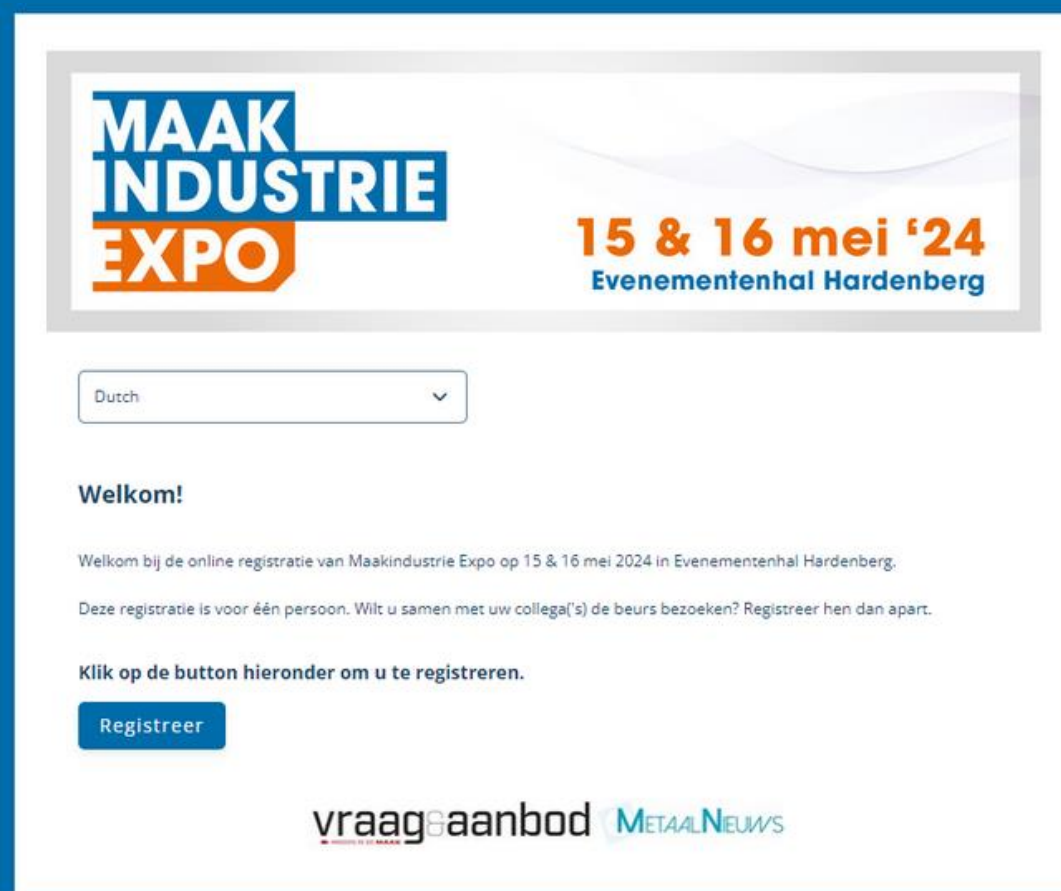 MAAK
INDUSTRIE
EXPO
15 & 16 mei ‘24
Evenementenhal Hardenberg
Dutch
Welkom!
Welkom bij de online registratie van Maakindustrie Expo op 15 & 16 mei 2024 in Evenementenhal Hardenberg.
Deze registratie is voor één persoon. Wilt u samen met uw collega('s) de beurs bezoeken? Registreer hen dan apart.
Klik op de button hieronder om u te registreren.
Registreer
vraag&aanbod METAALNIEUWS